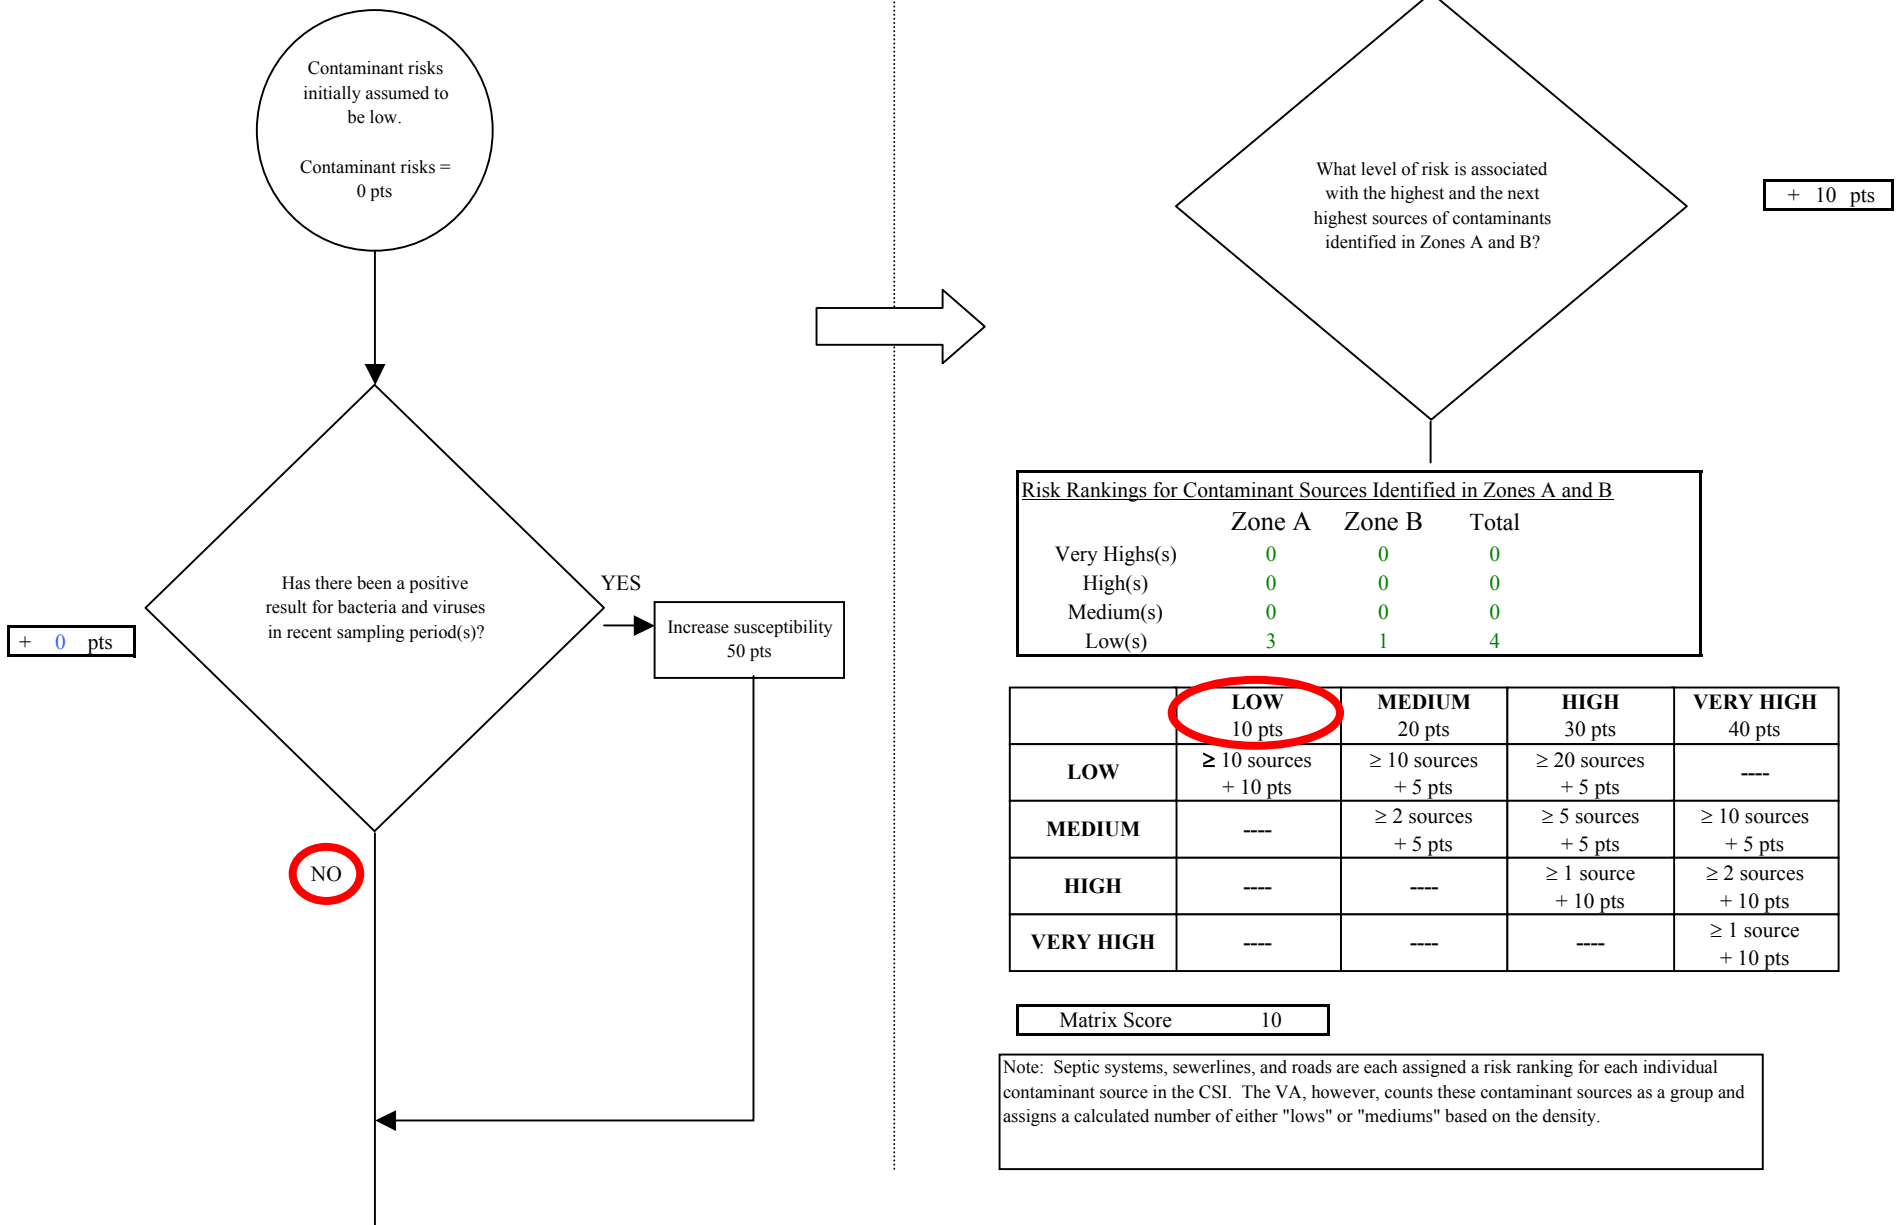 Contaminant risks
initially assumed to
be low.
Contaminant risks =
0 pts
Has there been a positive
result for bacteria and viruses
in recent sampling period(s)?
+ 0 pts
YES
Increase susceptibility
50 pts
NO
What level of risk is associated
with the highest and the next
highest sources of contaminants
identified in Zones A and B?
+ 10 pts
Risk Rankings for Contaminant Sources Identified in Zones A and B
Zone A Zone B Total
Very Highs(s) 0 0 0
High(s) 0 0 0
Medium(s) 0 0 0
Low(s) 3 1 4
LOW MEDIUM HIGH VERY HIGH
10 pts 20 pts 30 pts 40 pts
LOW ≥ 10 sources ≥ 10 sources ≥ 20 sources ----
+ 10 pts + 5 pts + 5 pts
MEDIUM ---- ≥ 2 sources ≥ 5 sources ≥ 10 sources
+ 5 pts + 5 pts + 5 pts
HIGH ---- ---- ≥ 1 source ≥ 2 sources
+ 10 pts + 10 pts
VERY HIGH ---- ---- ---- ≥ 1 source
+ 10 pts
Matrix Score 10
Note: Septic systems, sewerlines, and roads are each assigned a risk ranking for each individual
contaminant source in the CSI. The VA, however, counts these contaminant sources as a group and
assigns a calculated number of either "lows" or "mediums" based on the density.